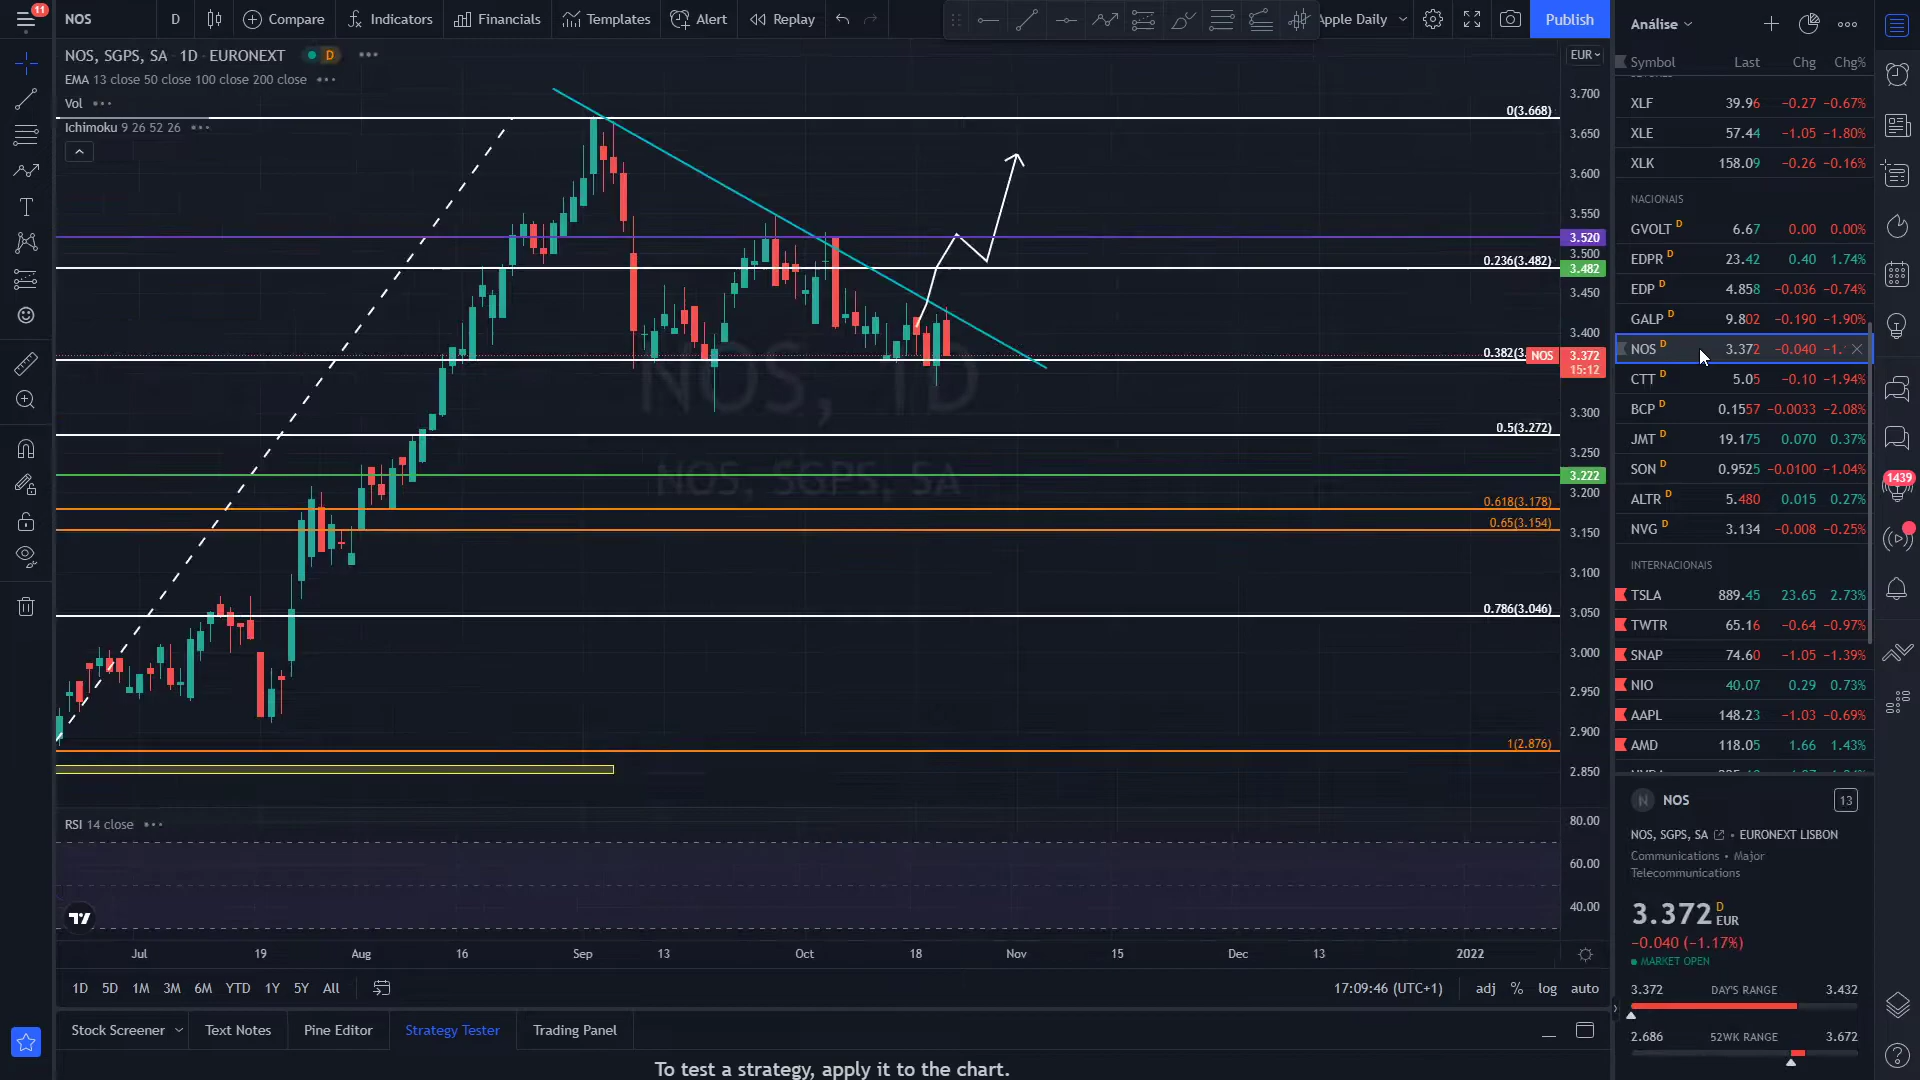 11
NOS
D
Compare
Indicators
Financials
Templates
Alert
Replay
Apple Daily
Publish
NOS, SGPS, SA 1D EURONEXT D
EMA 13 close 50 close 100 close 200 close
Vol
Ichimoku 9 26 52 26
EUR
3.700
3.650
3.600
3.550
3.520
3.500
3.482
3.450
3.400
NOS 3.372
15:12
3.300
3.250
3.222
3.200
3.150
3.100
3.050
3.000
2.950
2.900
2.850
0(3.668)
0.236(3.482)
0.382(3.
0.5(3.272)
0.618(3.178)
0.65(3.154)
0.786(3.046)
1(2.876)
NOS, 1D
NOS, SGPS, SA
RSI 14 close
80.00
60.00
40.00
Jul 19 Aug 16 Sep 13 Oct 18 Nov 15 Dec 13 2022
1D 5D 1M 3M 6M YTD 1Y 5Y All
17:09:46 (UTC+1) adj % log auto
Stock Screener Text Notes Pine Editor Strategy Tester Trading Panel
To test a strategy, apply it to the chart.
Análise
Symbol Last Chg Chg%
XLF 39.96 −0.27 −0.67%
XLE 57.44 −1.05 −1.80%
XLK 158.09 −0.26 −0.16%
NACIONAIS
GVOLT D 6.67 0.00 0.00%
EDPR D 23.42 0.40 1.74%
EDP D 4.858 −0.036 −0.74%
GALP D 9.802 −0.190 −1.90%
NOS D 3.372 −0.040 −1.
CTT D 5.05 −0.10 −1.94%
BCP D 0.1557 −0.0033 −2.08%
JMT D 19.175 0.070 0.37%
SON D 0.9525 −0.0100 −1.04%
ALTR D 5.480 0.015 0.27%
NVG D 3.134 −0.008 −0.25%
INTERNACIONAIS
TSLA 889.45 23.65 2.73%
TWTR 65.16 −0.64 −0.97%
SNAP 74.60 −1.05 −1.39%
NIO 40.07 0.29 0.73%
AAPL 148.23 −1.03 −0.69%
AMD 118.05 1.66 1.43%
N NOS 13
NOS, SGPS, SA • EURONEXT LISBON
Communications • Major
Telecommunications
3.372 D EUR
−0.040 (−1.17%)
MARKET OPEN
3.372 DAY'S RANGE 3.432
2.686 52WK RANGE 3.672
1439